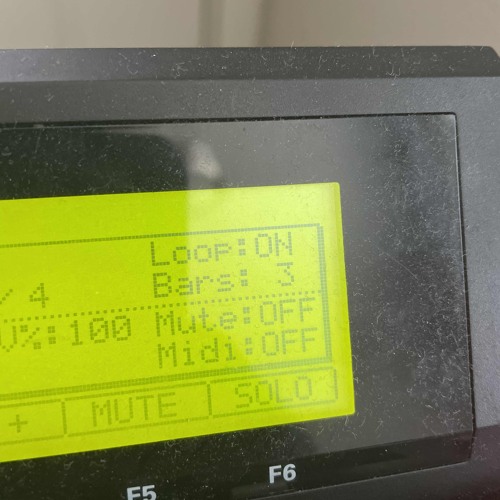 Loop:ON
/4 Bars: 3
V%:100 Mute:OFF
Midi:OFF
+ MUTE SOLO
F5 F6